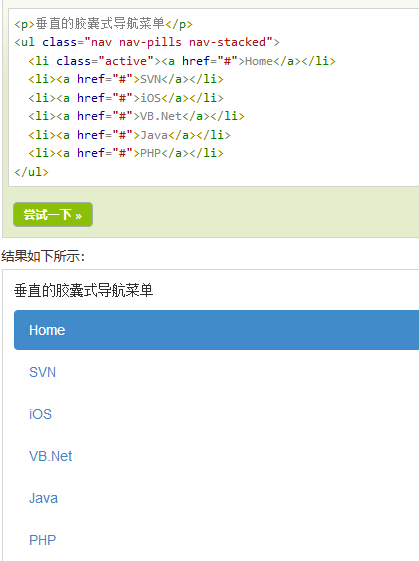 <p>垂直的胶囊式导航菜单</p>
<ul class="nav nav-pills nav-stacked">
  <li class="active"><a href="#">Home</a></li>
  <li><a href="#">SVN</a></li>
  <li><a href="#">iOS</a></li>
  <li><a href="#">VB.Net</a></li>
  <li><a href="#">Java</a></li>
  <li><a href="#">PHP</a></li>
</ul>
尝试一下 »
结果如下所示：
垂直的胶囊式导航菜单
Home
SVN
iOS
VB.Net
Java
PHP